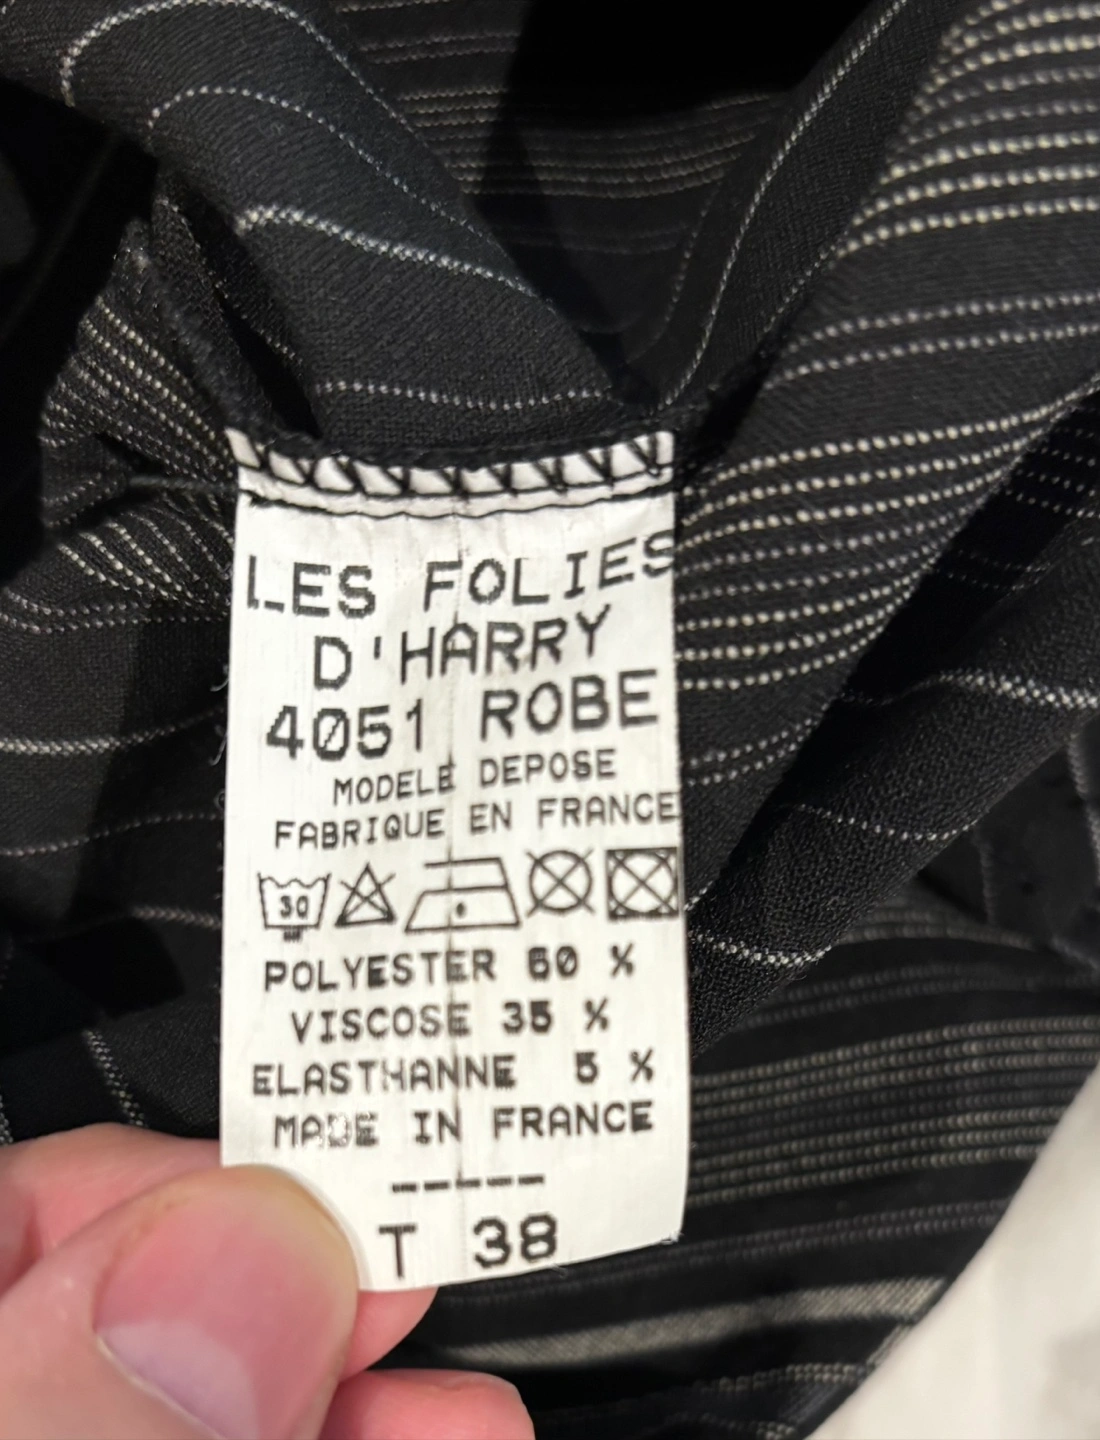 LES FOLIES
D'HARRY
4051 ROBE
MODELE DEPOSE
FABRIQUE EN FRANCE
30
POLYESTER 60 %
VISCOSE 35 %
ELASTHANNE 5 %
MADE IN FRANCE
-----
T 38